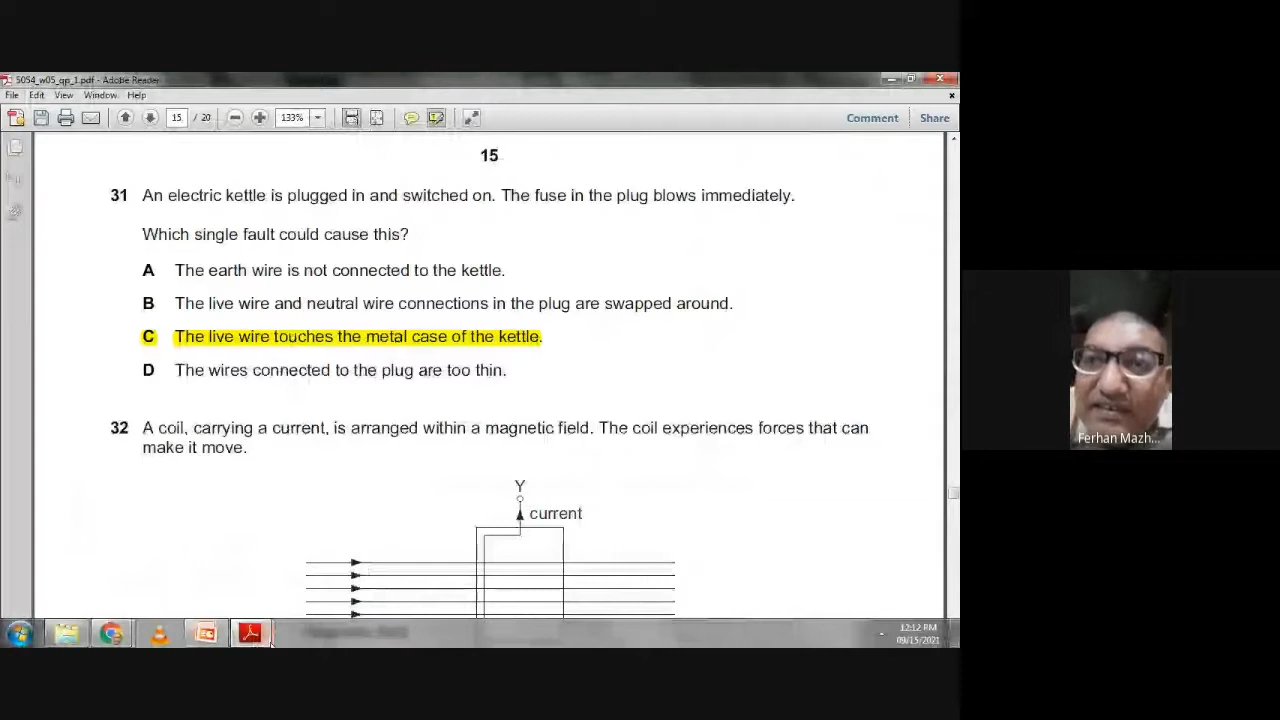 5054_w05_qp_1.pdf - Adobe Reader
File Edit View Window Help
15 / 20 133% Comment Share
15
31 An electric kettle is plugged in and switched on. The fuse in the plug blows immediately.
Which single fault could cause this?
A The earth wire is not connected to the kettle.
B The live wire and neutral wire connections in the plug are swapped around.
C The live wire touches the metal case of the kettle.
D The wires connected to the plug are too thin.
32 A coil, carrying a current, is arranged within a magnetic field. The coil experiences forces that can
make it move.
Y
current
Ferhan Mazh...
12:12 PM
09/15/2021